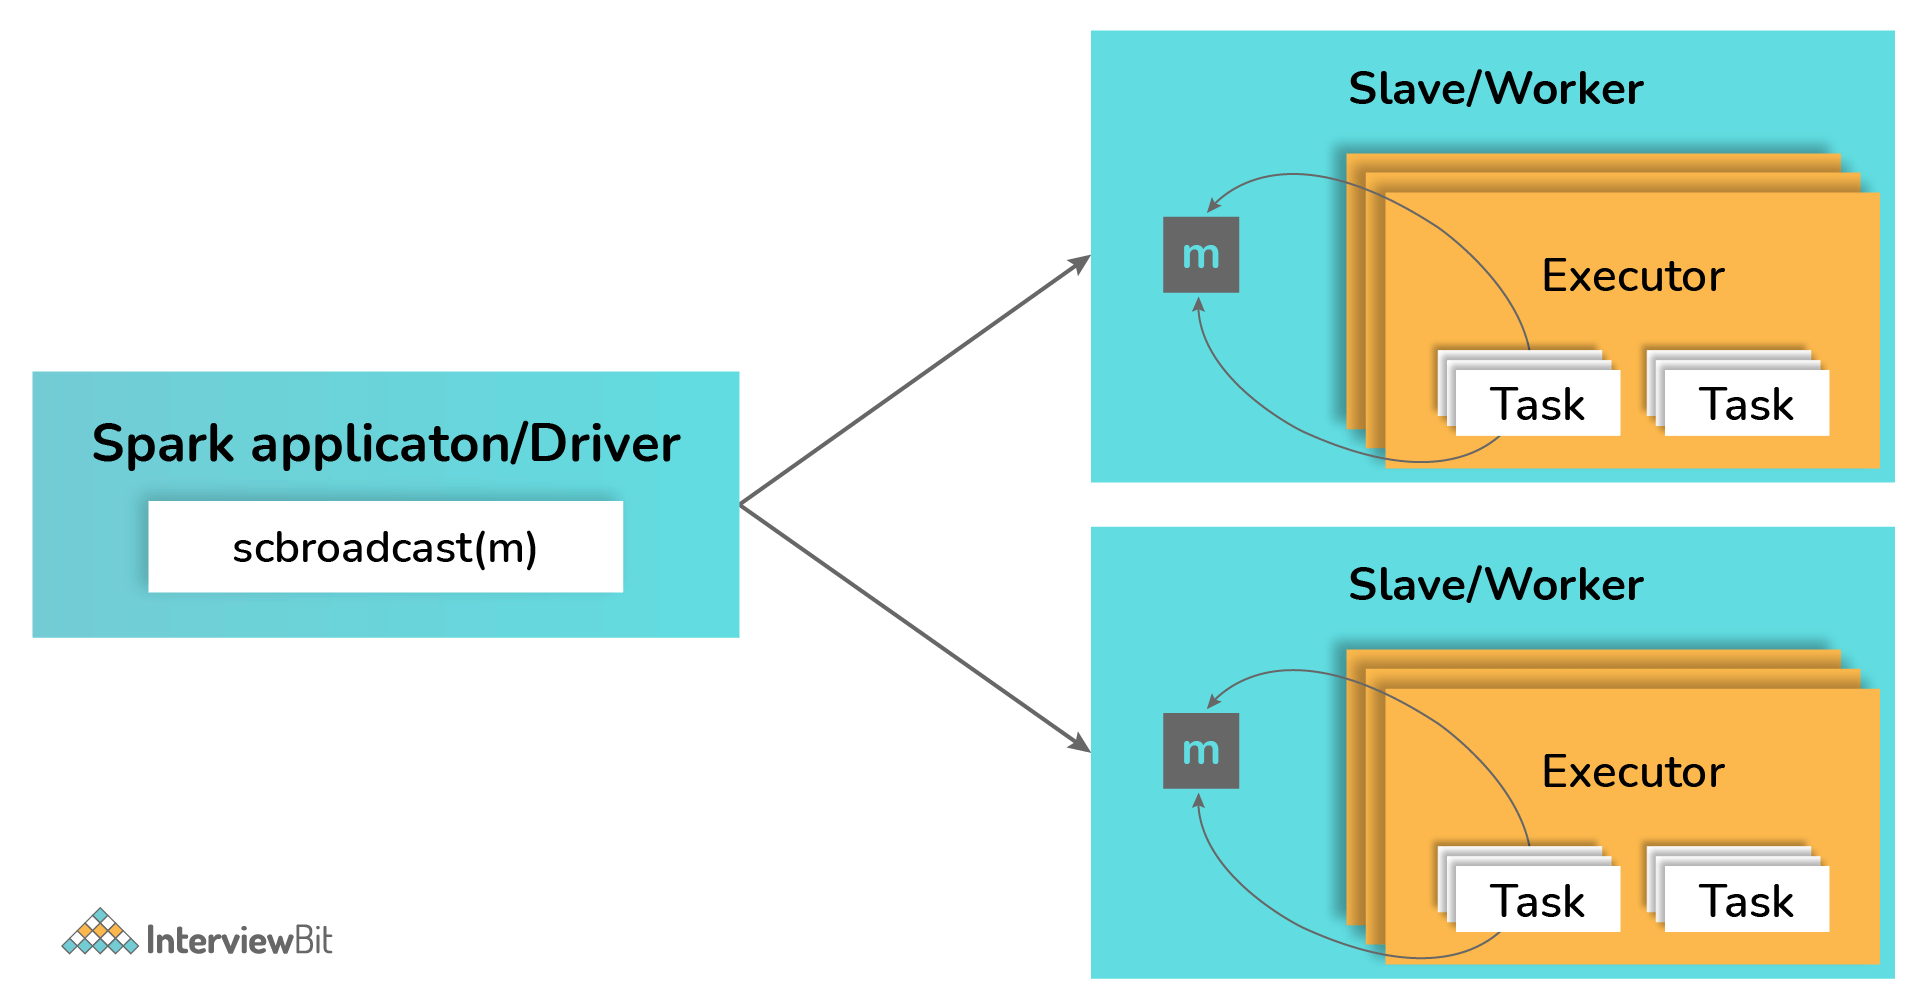 Spark applicaton/Driver
scbroadcast(m)
Slave/Worker
m
Executor
Task
Task
Slave/Worker
m
Executor
Task
Task
InterviewBit